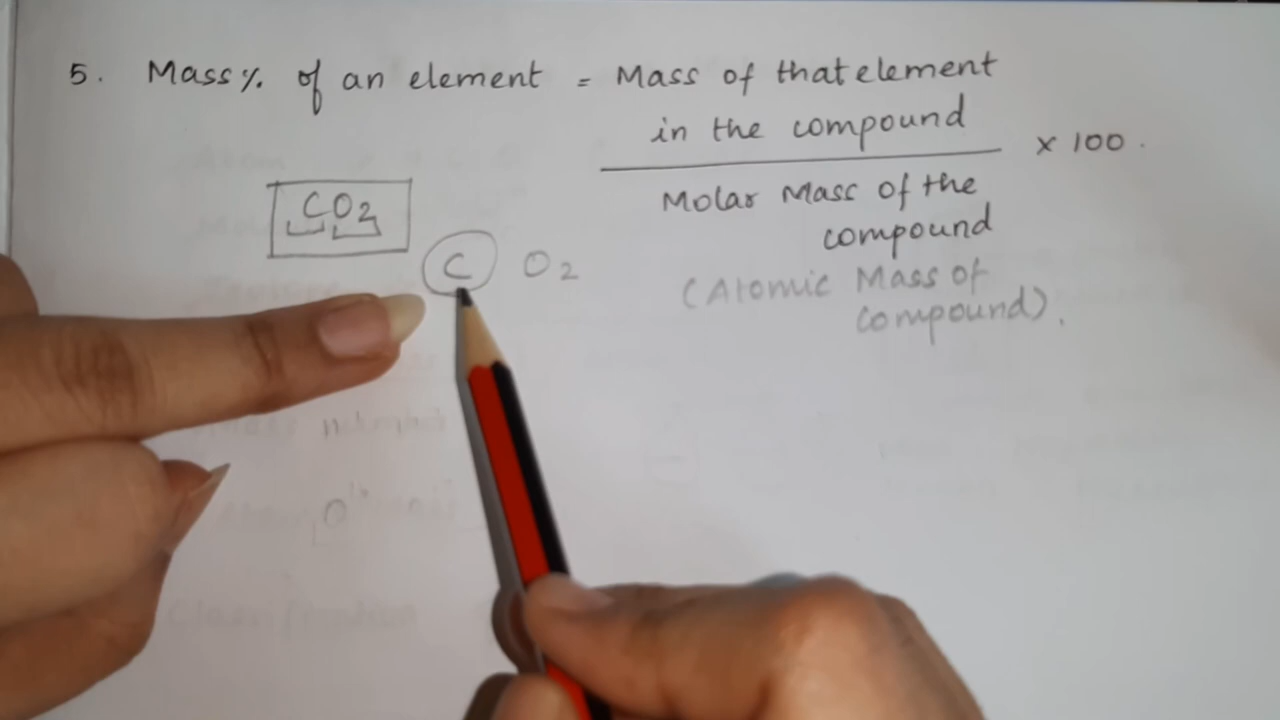 5. Mass % of an element = Mass of that element
in the compound
x 100.
Molar Mass of the
compound
(Atomic Mass of
compound).
CO2
C O2